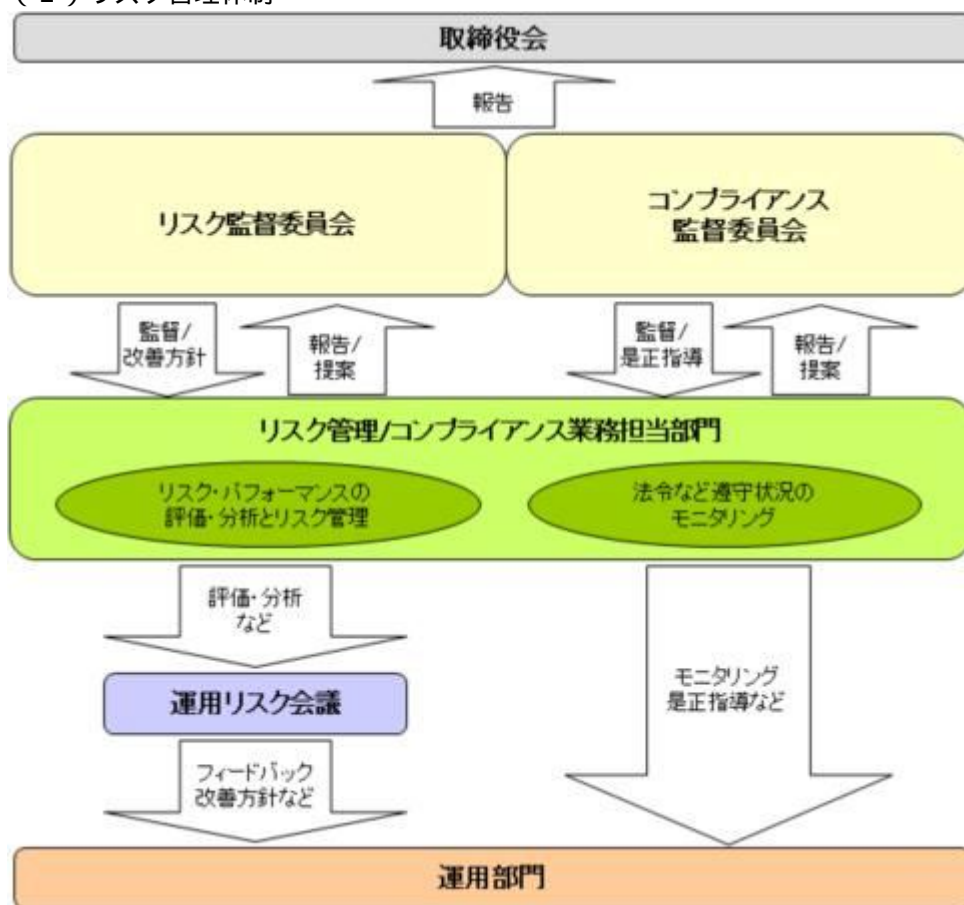 取締役会
報告
リスク監督委員会
コンプライアンス
監督委員会
監督/
改善方針
報告/
提案
監督/
是正指導
報告/
提案
リスク管理/コンプライアンス業務担当部門
リスク・パフォーマンスの
評価・分析とリスク管理
法令など遵守状況の
モニタリング
評価・分析
など
運用リスク会議
モニタリング
是正指導など
フィードバック
改善方針など
運用部門